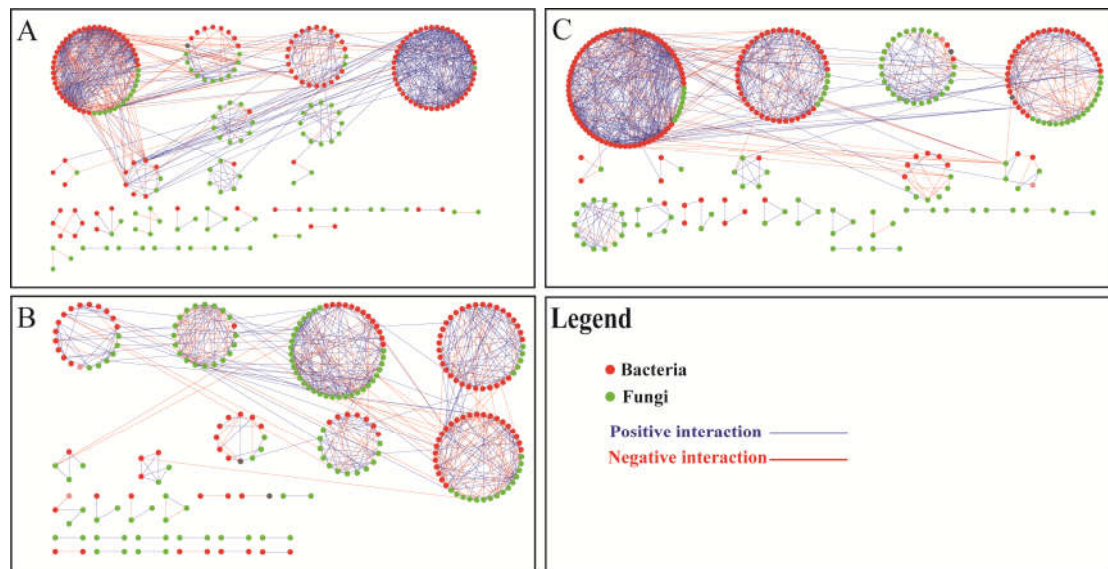 A
C
B
Legend
Bacteria
Fungi
Positive interaction
Negative interaction